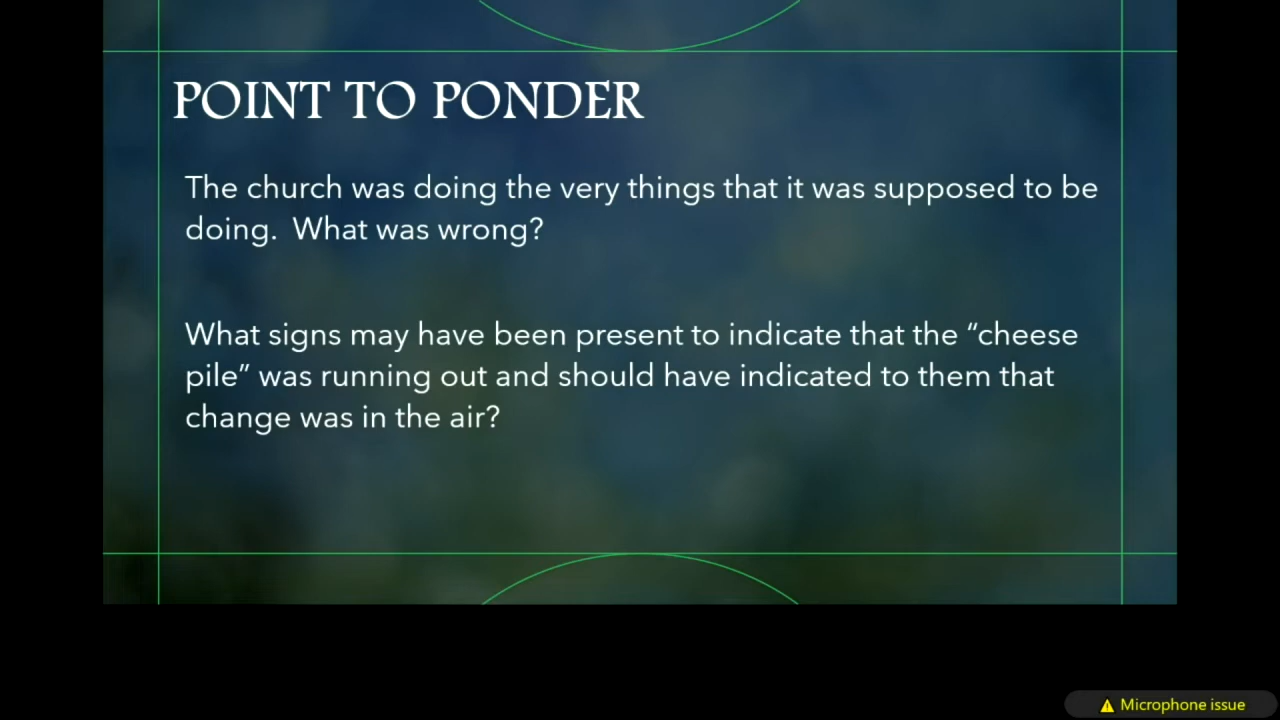 POINT TO PONDER
The church was doing the very things that it was supposed to be
doing.  What was wrong?
What signs may have been present to indicate that the “cheese
pile” was running out and should have indicated to them that
change was in the air?
Microphone issue